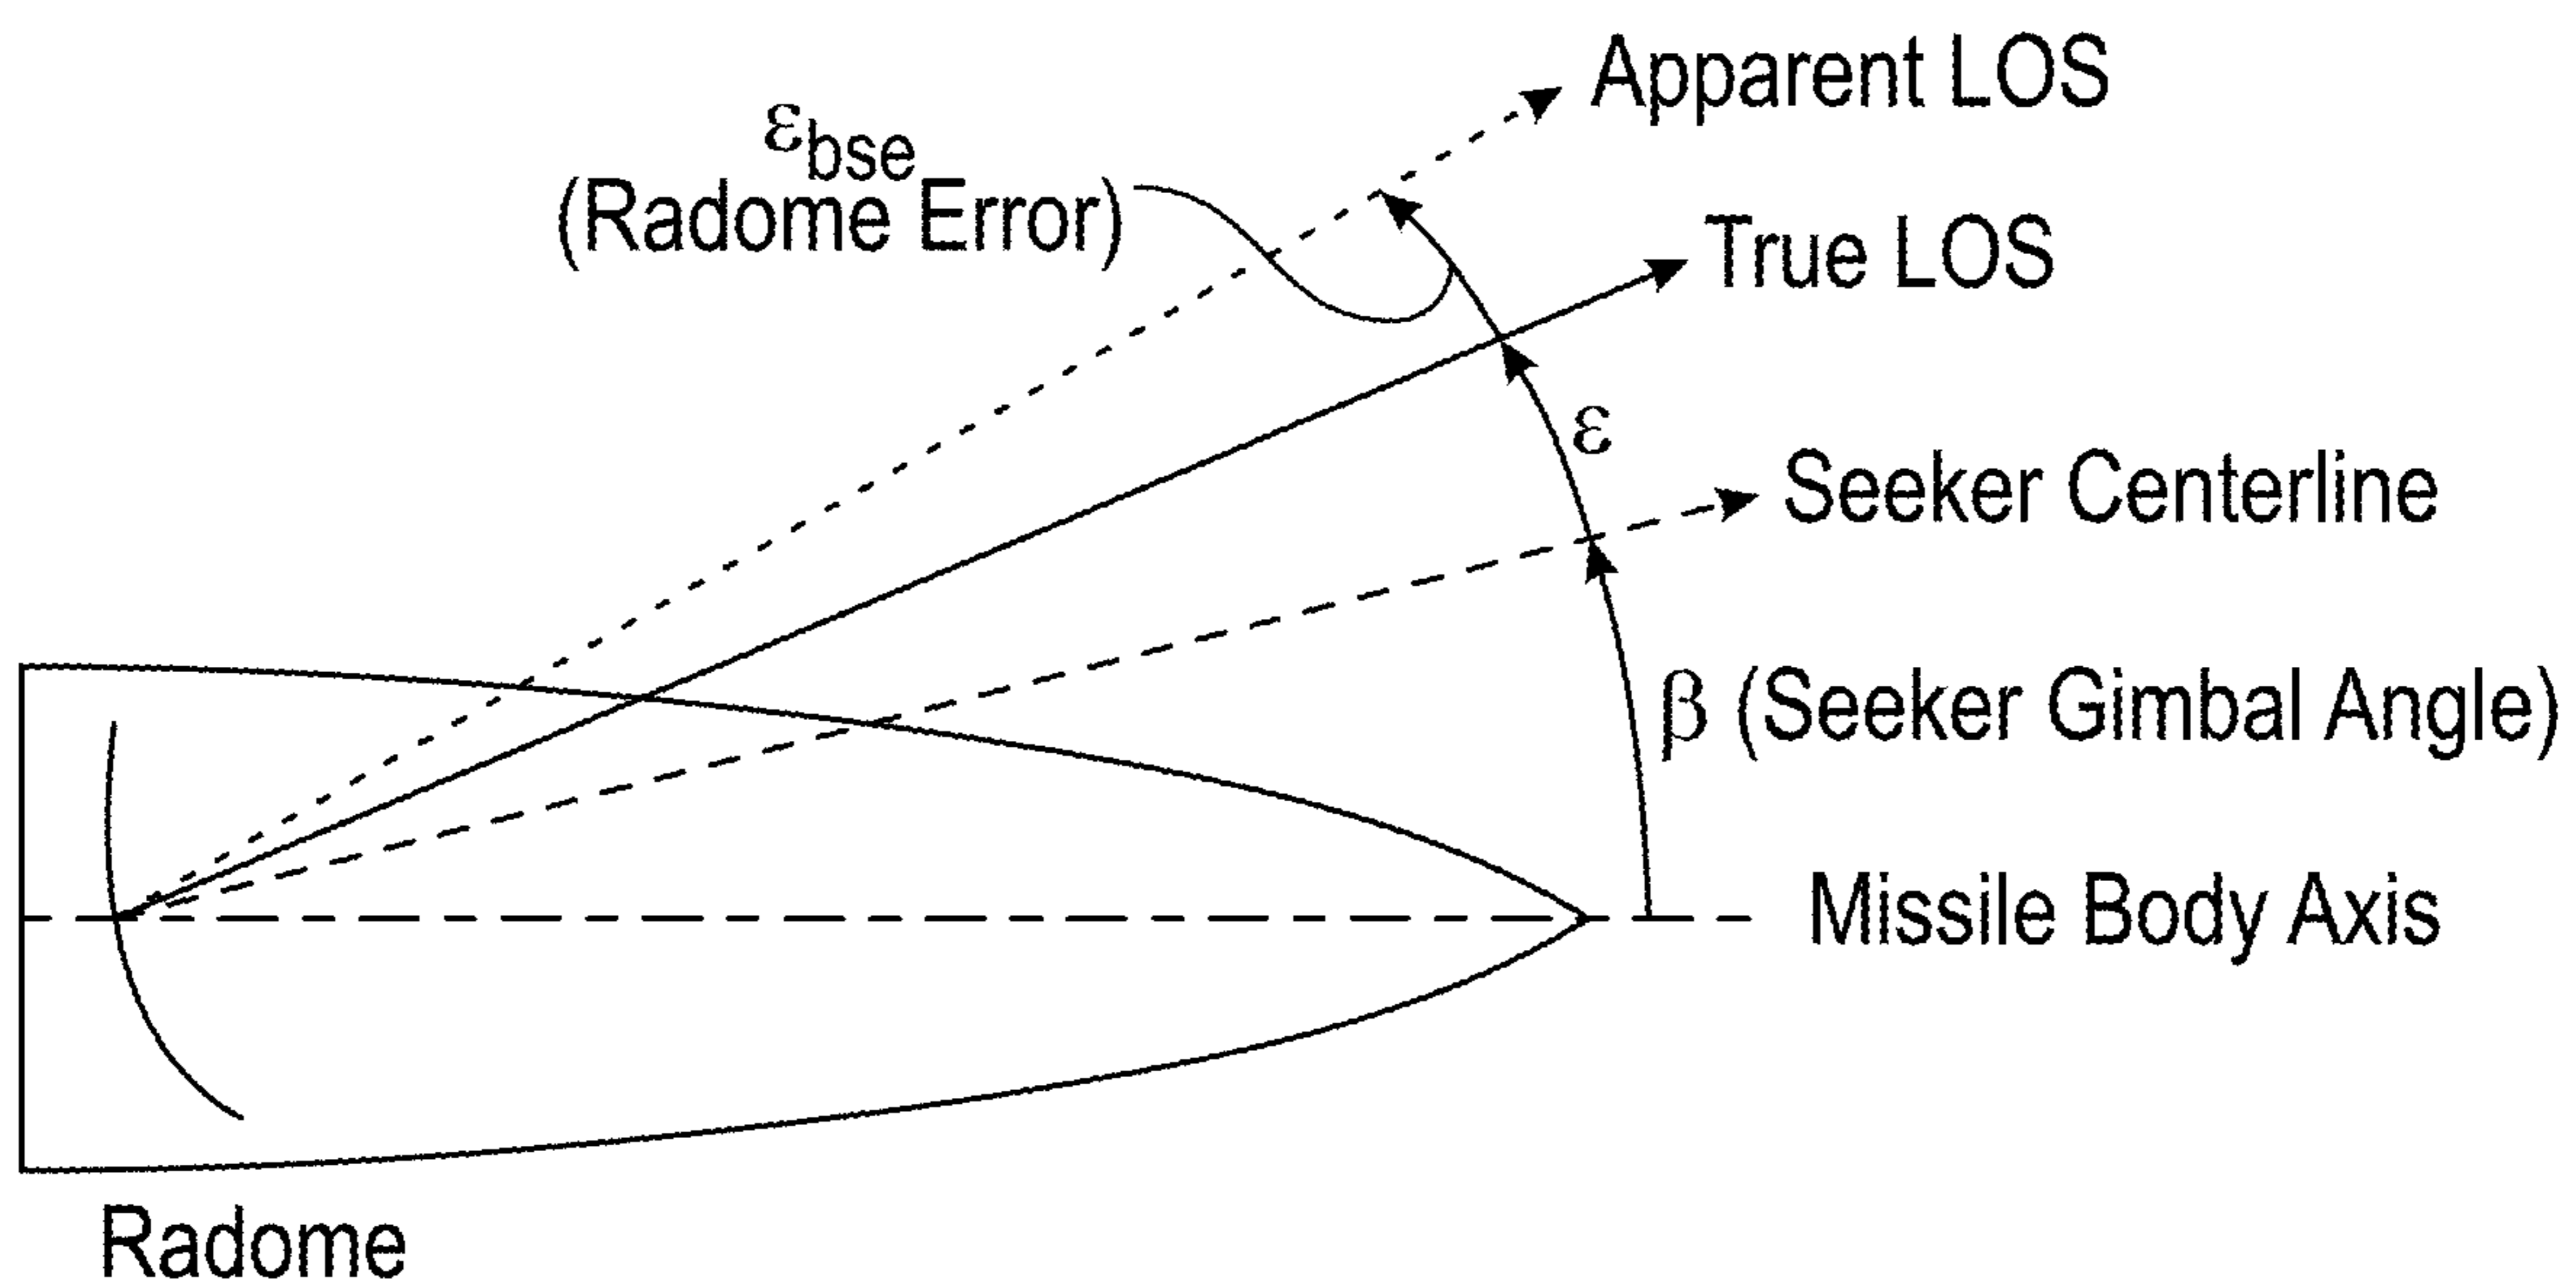 Apparent LOS
εbse
(Radome Error)
True LOS
ε
Seeker Centerline
β (Seeker Gimbal Angle)
Missile Body Axis
Radome